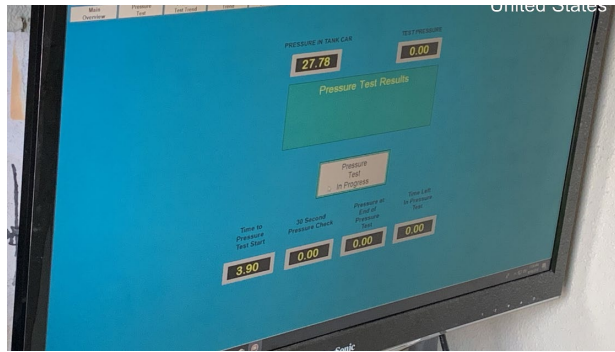 United States
Main
Overview
Pressure
Test
Test Trend
PRESSURE IN TANK CAR
27.78
TEST PRESSURE
0.00
Pressure Test Results
Pressure
Test
In Progress
Time to
Pressure
Test Start
3.90
30 Second
Pressure Check
0.00
Pressure at
End of
Pressure
Test
0.00
Time Left
In Pressure
Test
0.00
Sonic